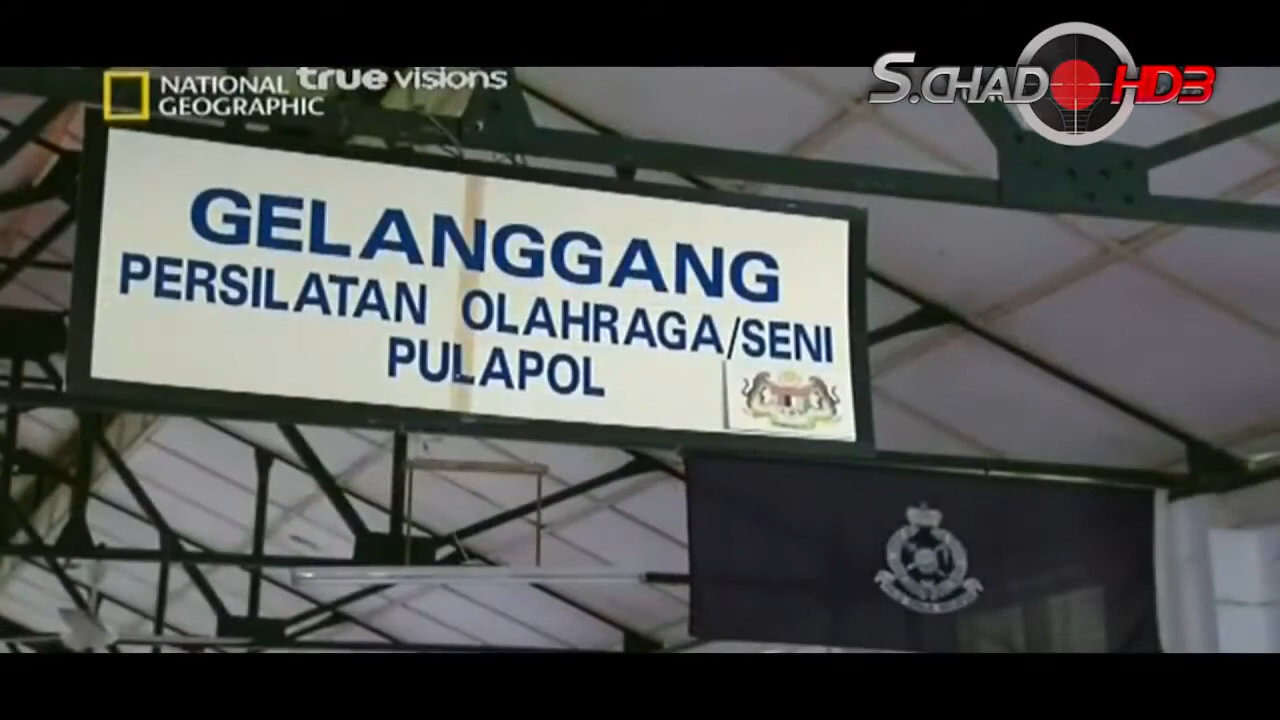 NATIONAL
GEOGRAPHIC
true visions
S.CHAD HD3
GELANGGANG
PERSILATAN OLAHRAGA/SENI
PULAPOL